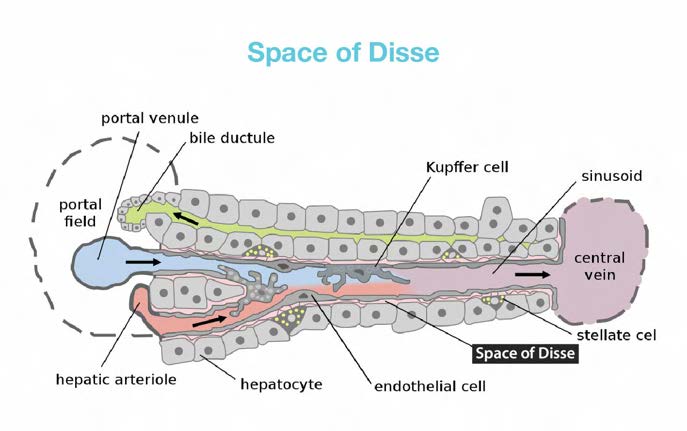 Space of Disse
portal venule
bile ductule
Kupffer cell
sinusoid
portal
field
central
vein
stellate cel
Space of Disse
hepatic arteriole
hepatocyte
endothelial cell